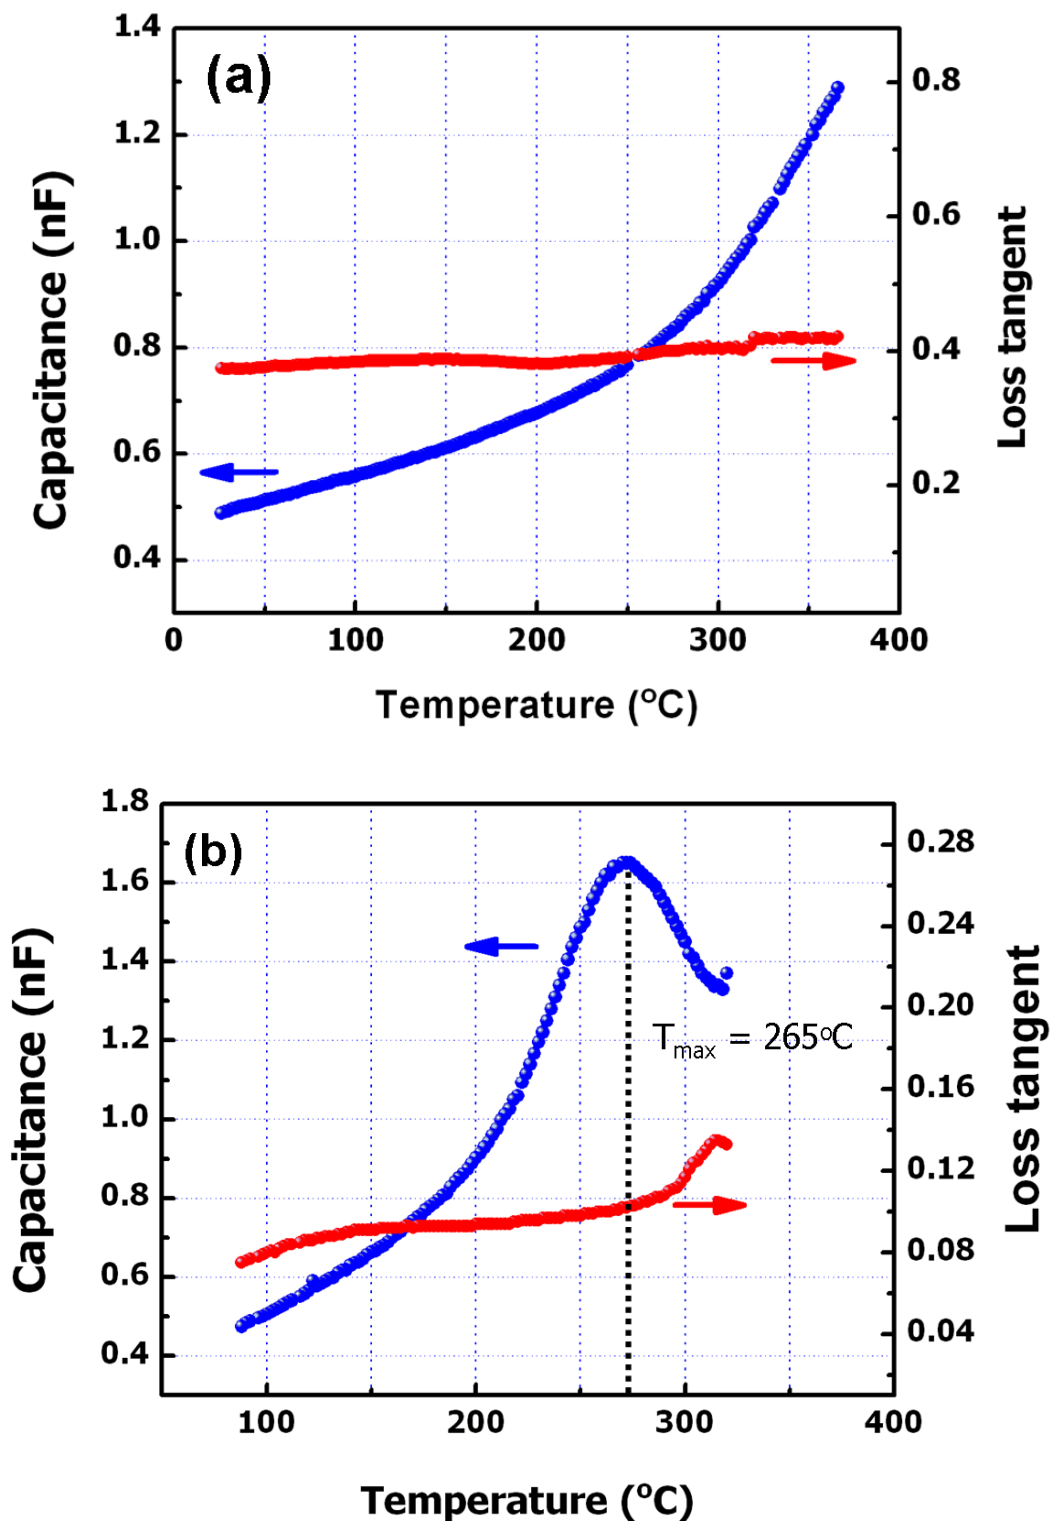 (a)
Capacitance (nF)
1.4
1.2
1.0
0.8
0.6
0.4
0.8
0.6
0.4
0.2
Loss tangent
0 100 200 300 400
Temperature (°C)
(b)
Capacitance (nF)
1.8
1.6
1.4
1.2
1.0
0.8
0.6
0.4
T_max = 265°C
0.28
0.24
0.20
0.16
0.12
0.08
0.04
Loss tangent
100 200 300 400
Temperature (°C)